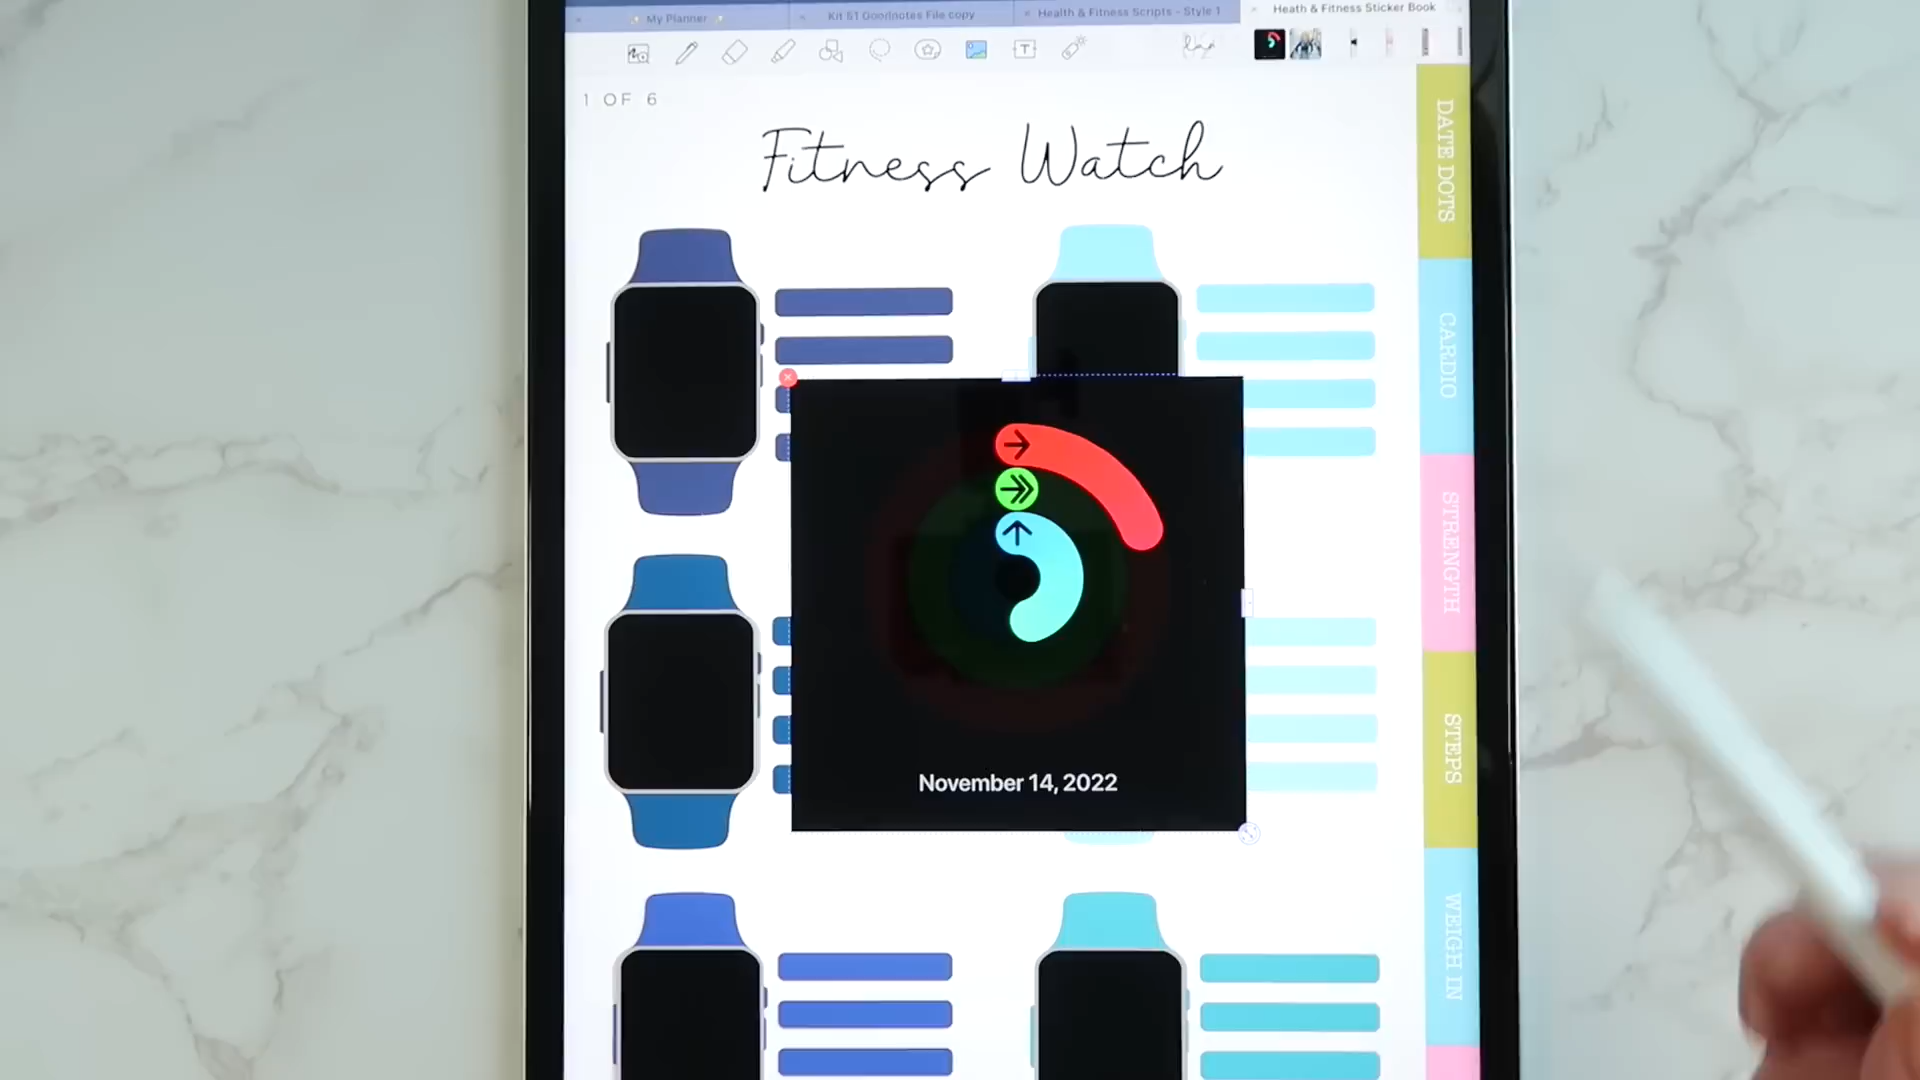 My Planner
Kit 51 Goodnotes File copy
Health & Fitness Scripts - Style 1
Heath & Fitness Sticker Book
T
1 OF 6
Fitness Watch
DATE DOTS
CARDIO
STRENGTH
STEPS
WEIGH IN
November 14, 2022